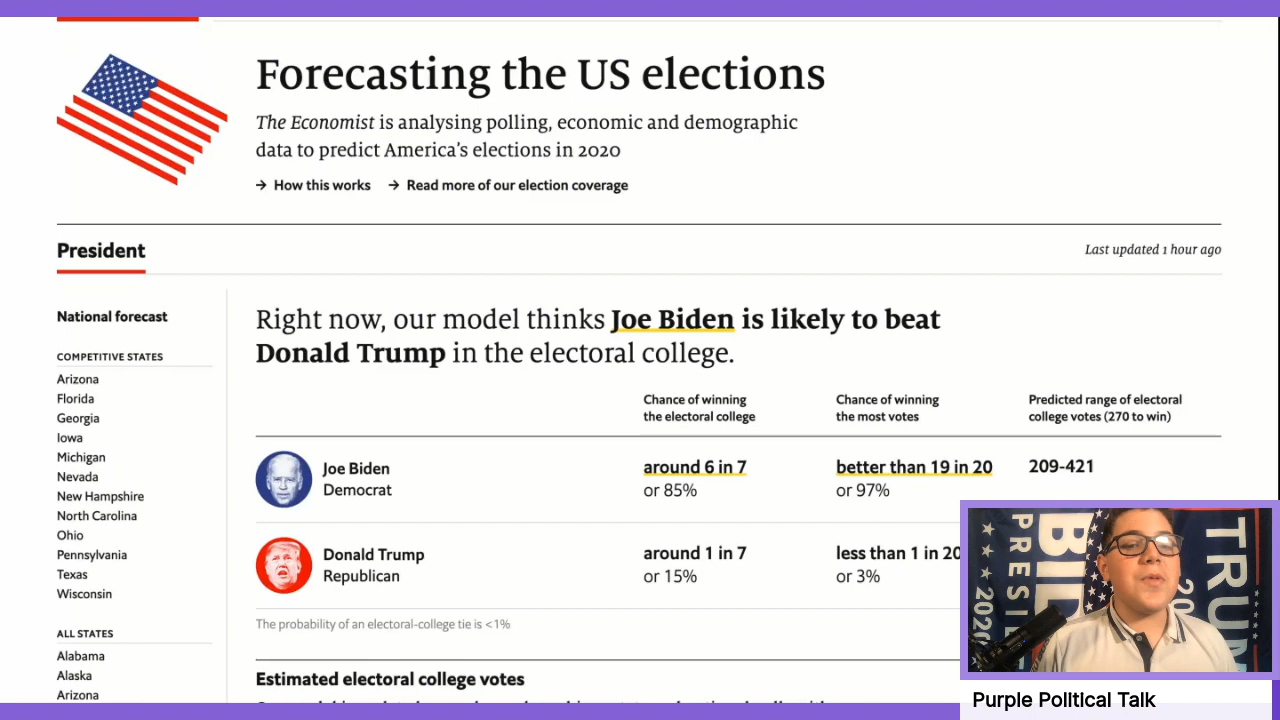 Forecasting the US elections
The Economist is analysing polling, economic and demographic
data to predict America's elections in 2020
→ How this works → Read more of our election coverage
President
Last updated 1 hour ago
National forecast
COMPETITIVE STATES
Arizona
Florida
Georgia
Iowa
Michigan
Nevada
New Hampshire
North Carolina
Ohio
Pennsylvania
Texas
Wisconsin
ALL STATES
Alabama
Alaska
Arizona
Right now, our model thinks Joe Biden is likely to beat
Donald Trump in the electoral college.
Chance of winning
the electoral college
Chance of winning
the most votes
Predicted range of electoral
college votes (270 to win)
Joe Biden
Democrat
around 6 in 7
or 85%
better than 19 in 20
or 97%
209-421
Donald Trump
Republican
around 1 in 7
or 15%
less than 1 in 20
or 3%
The probability of an electoral-college tie is <1%
Estimated electoral college votes
TRUM
Purple Political Talk